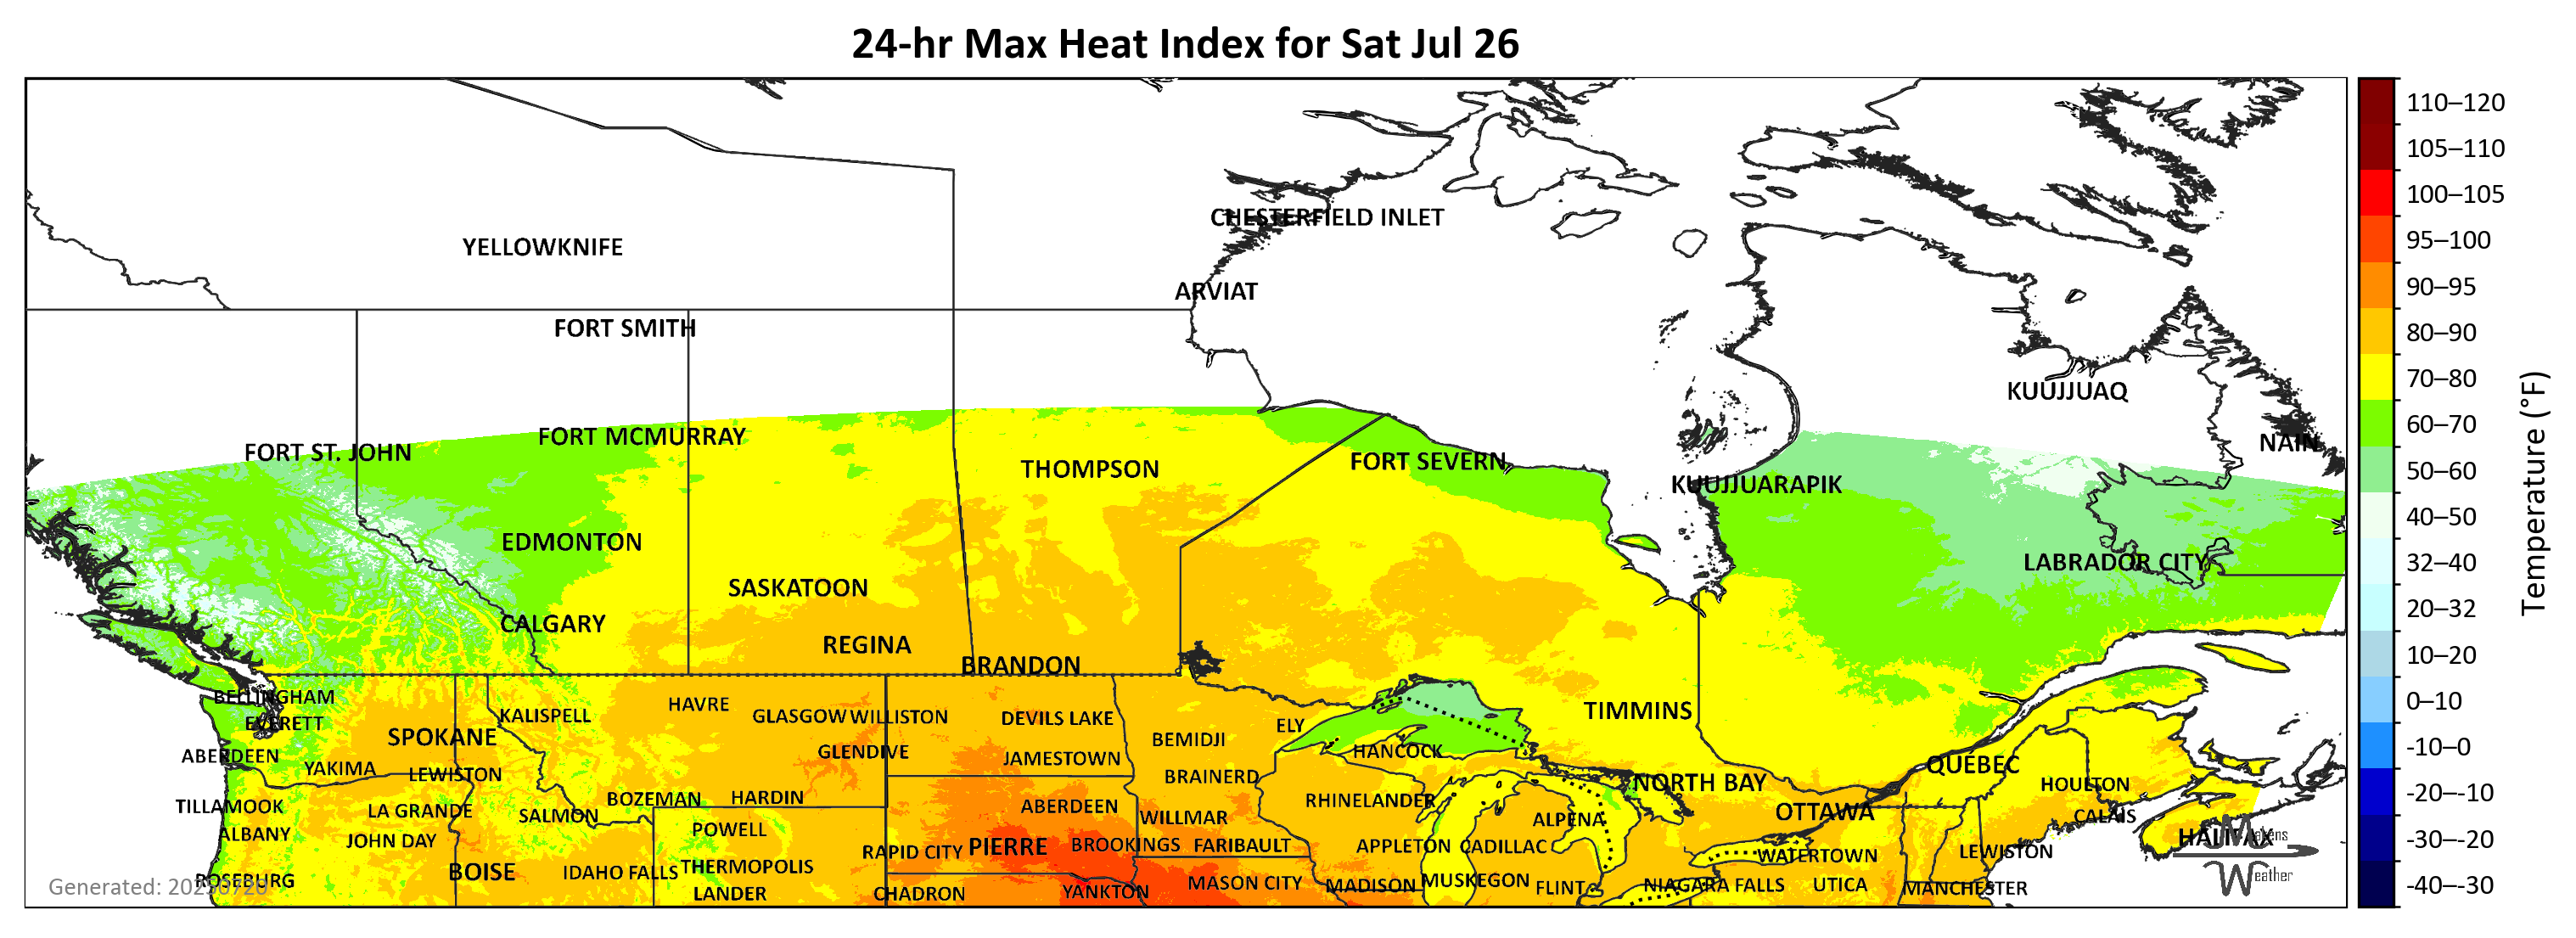 24-hr Max Heat Index for Sat Jul 26
110–120
105–110
CHESTERFIELD INLET
100–105
YELLOWKNIFE
95–100
ARVIAT
90–95
FORT SMITH
80–90
KUUJJUAQ
70–80
FORT MCMURRAY
60–70
NAIN
FORT ST. JOHN
FORT SEVERN
THOMPSON
50–60
KUUJJUARAPIK
40–50
EDMONTON
LABRADOR CITY
32–40
SASKATOON
20–32
CALGARY
REGINA
10–20
BRANDON
BELLINGHAM
0–10
HAVRE
TIMMINS
KALISPELL
GLASGOW
WILLISTON
DEVILS LAKE
EVERETT
ELY
SPOKANE
BEMIDJI
-10–0
HANCOCK
GLENDIVE
ABERDEEN
JAMESTOWN
QUEBEC
YAKIMA
LEWISTON
BRAINERD
NORTH BAY
HOULTON
-20–-10
BOZEMAN
HARDIN
RHINELANDER
TILLAMOOK
LA GRANDE
ABERDEEN
OTTAWA
SALMON
CALAIS
WILLMAR
ALPENA
POWELL
ALBANY
Matens
HALIFAX
-30–-20
JOHN DAY
PIERRE
BROOKINGS
FARIBAULT
APPLETON
CADILLAC
RAPID CITY
LEWISTON
WATERTOWN
THERMOPOLIS
BOISE
IDAHO FALLS
Weather
ROSEBURG
MUSKEGON
MASON CITY
MADISON
NIAGARA FALLS
UTICA
-40–-30
Generated: 20250720
FLINT
MANCHESTER
YANKTON
LANDER
CHADRON
Temperature (°F)